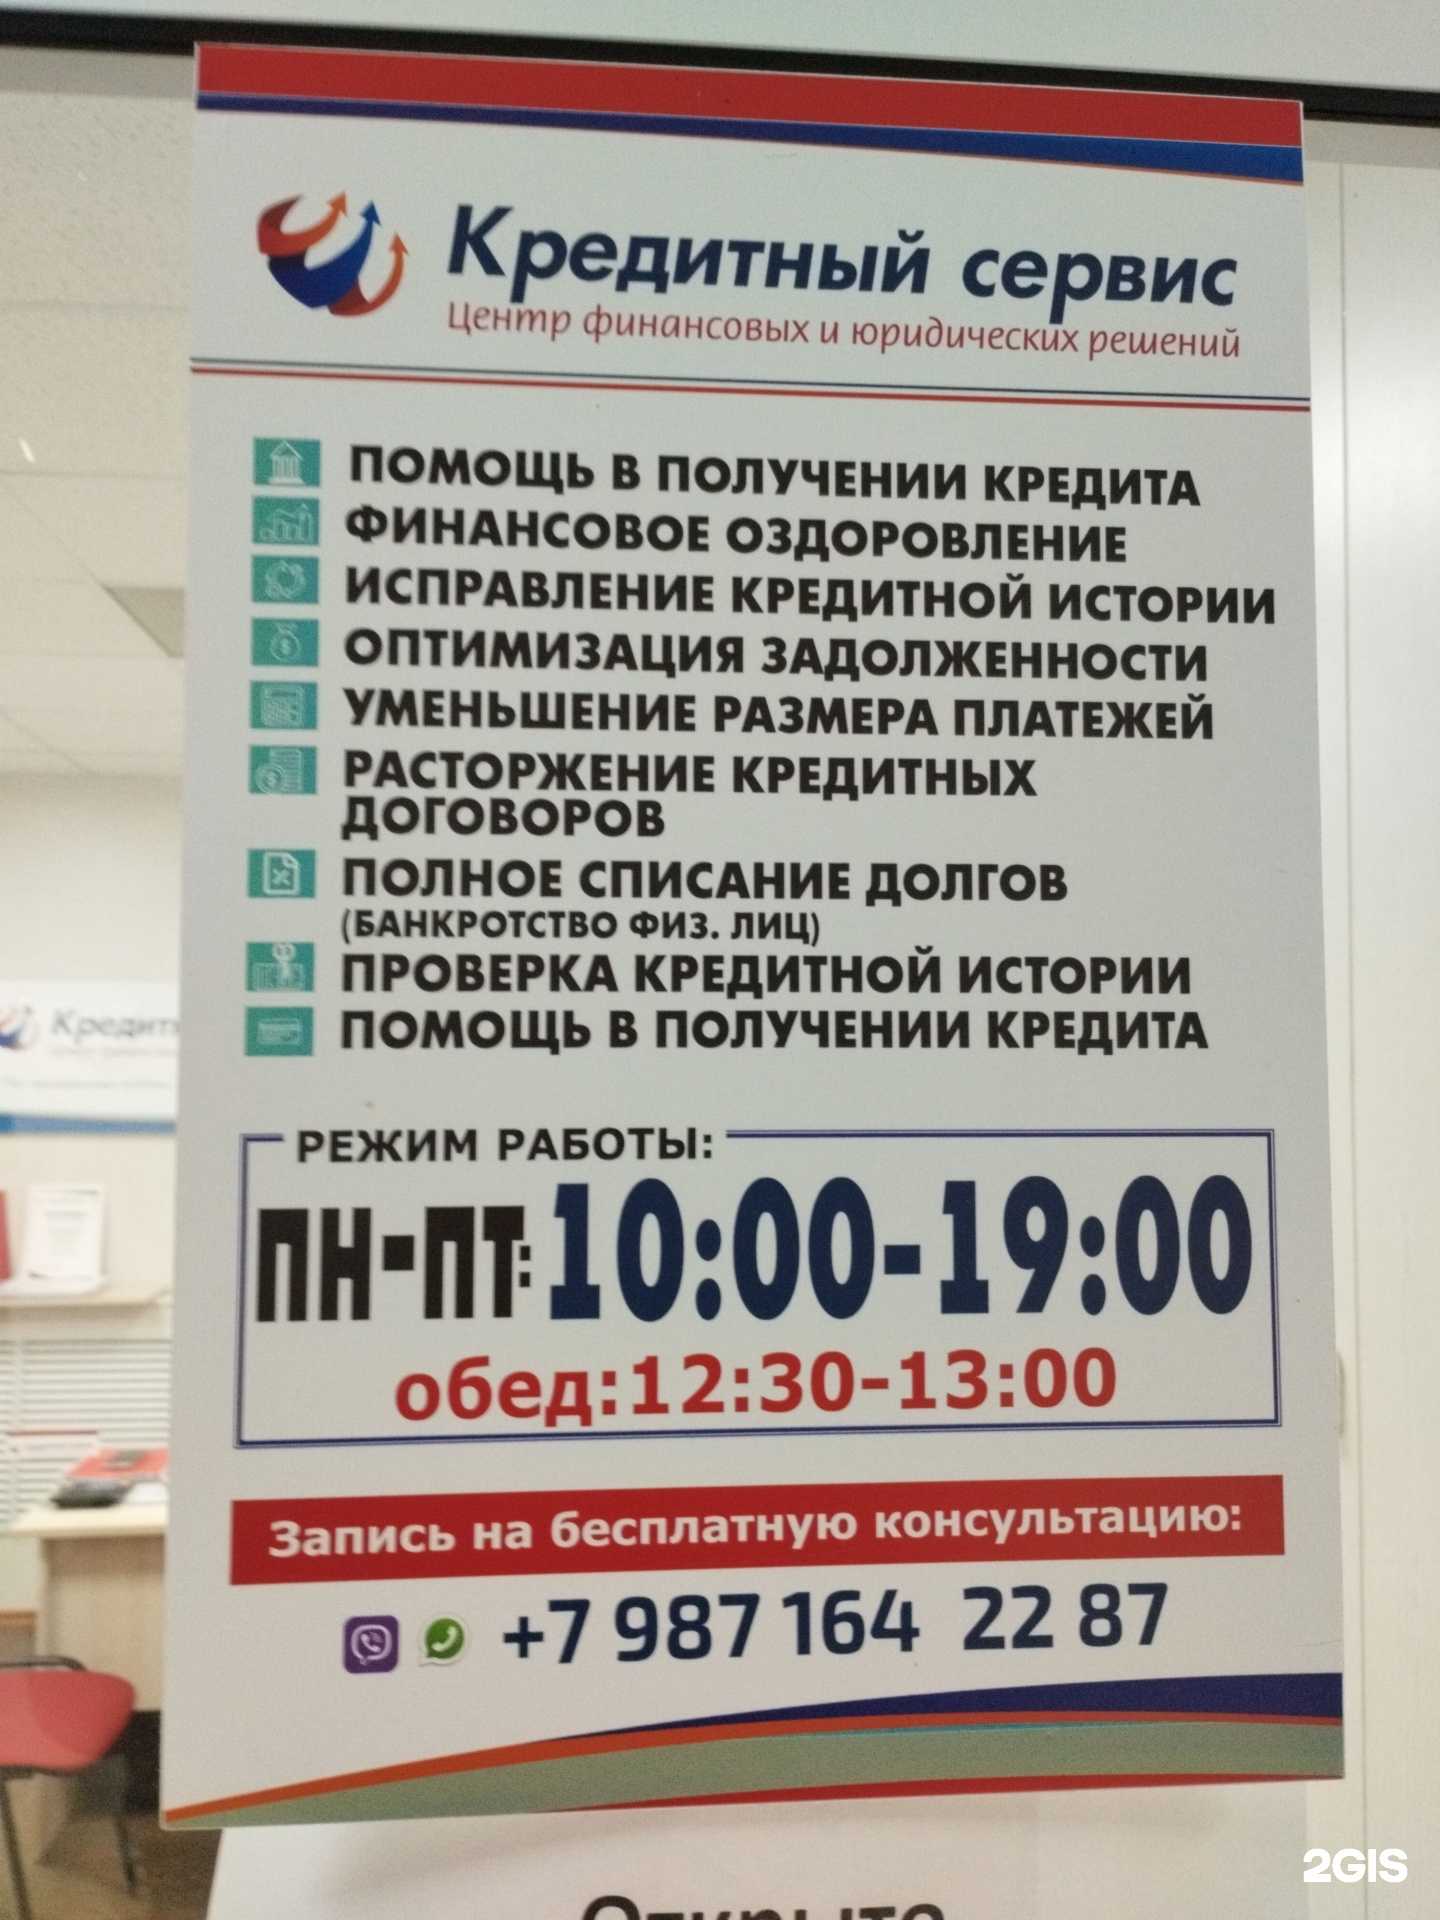 Кредитный сервис
Центр финансовых и юридических решений
ПОМОЩЬ В ПОЛУЧЕНИИ КРЕДИТА
ФИНАНСОВОЕ ОЗДОРОВЛЕНИЕ
ИСПРАВЛЕНИЕ КРЕДИТНОЙ ИСТОРИИ
ОПТИМИЗАЦИЯ ЗАДОЛЖЕННОСТИ
УМЕНЬШЕНИЕ РАЗМЕРА ПЛАТЕЖЕЙ
РАСТОРЖЕНИЕ КРЕДИТНЫХ
ДОГОВОРОВ
ПОЛНОЕ СПИСАНИЕ ДОЛГОВ
(БАНКРОТСТВО ФИЗ. ЛИЦ)
ПРОВЕРКА КРЕДИТНОЙ ИСТОРИИ
ПОМОЩЬ В ПОЛУЧЕНИИ КРЕДИТА
РЕЖИМ РАБОТЫ:
ПН-ПТ: 10:00-19:00
обед:12:30-13:00
Запись на бесплатную консультацию:
+7 987 164 22 87
2GIS